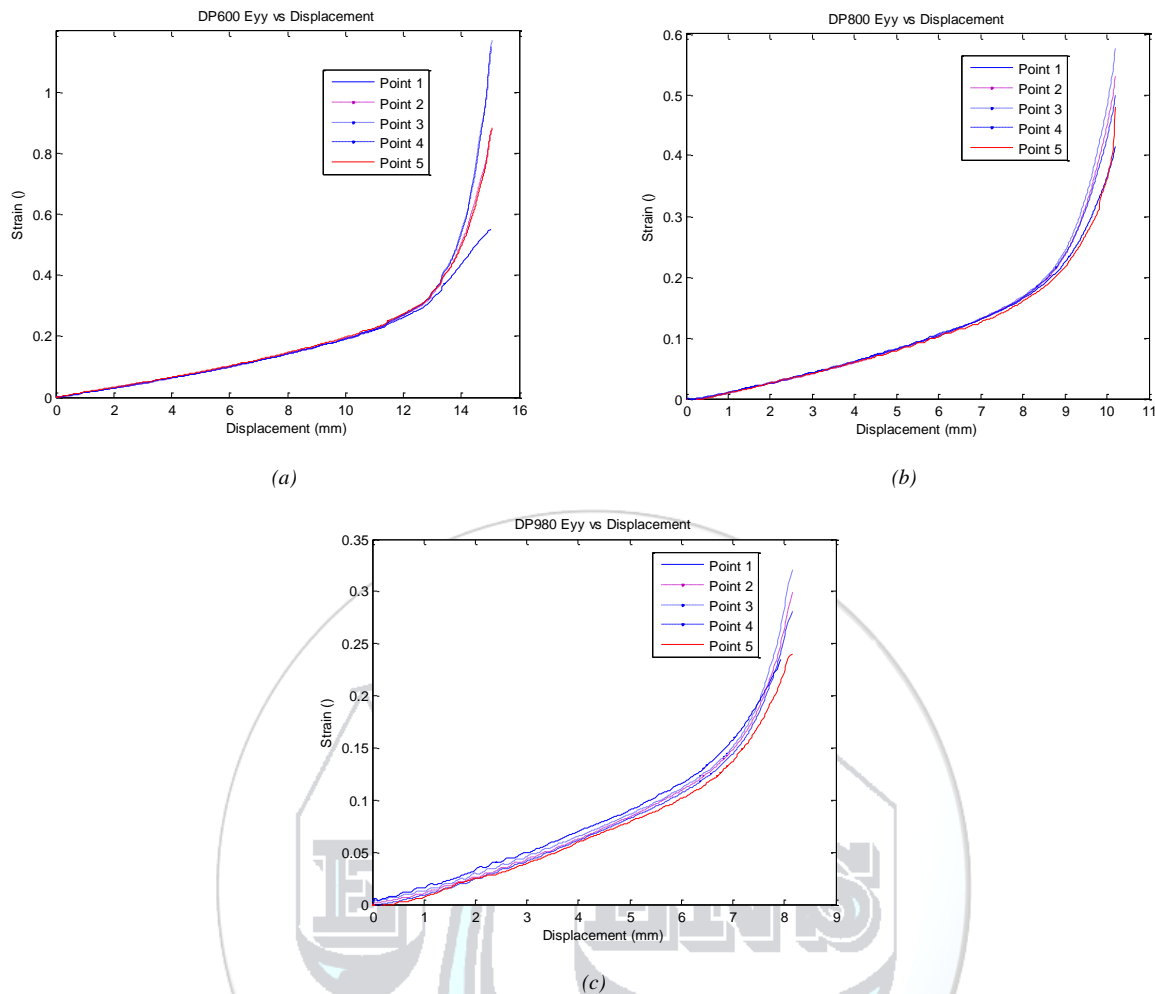 DP600 Eyy vs Displacement
Point 1
Point 2
Point 3
Point 4
Point 5
1
0.8
0.6
0.4
0.2
0
Strain ()
0 2 4 6 8 10 12 14 16
Displacement (mm)
(a)
DP800 Eyy vs Displacement
Point 1
Point 2
Point 3
Point 4
Point 5
0.6
0.5
0.4
0.3
0.2
0.1
0
Strain ()
0 1 2 3 4 5 6 7 8 9 10 11
Displacement (mm)
(b)
DP980 Eyy vs Displacement
Point 1
Point 2
Point 3
Point 4
Point 5
0.35
0.3
0.25
0.2
0.15
0.1
0.05
0
Strain ()
0 1 2 3 4 5 6 7 8 9
Displacement (mm)
(c)